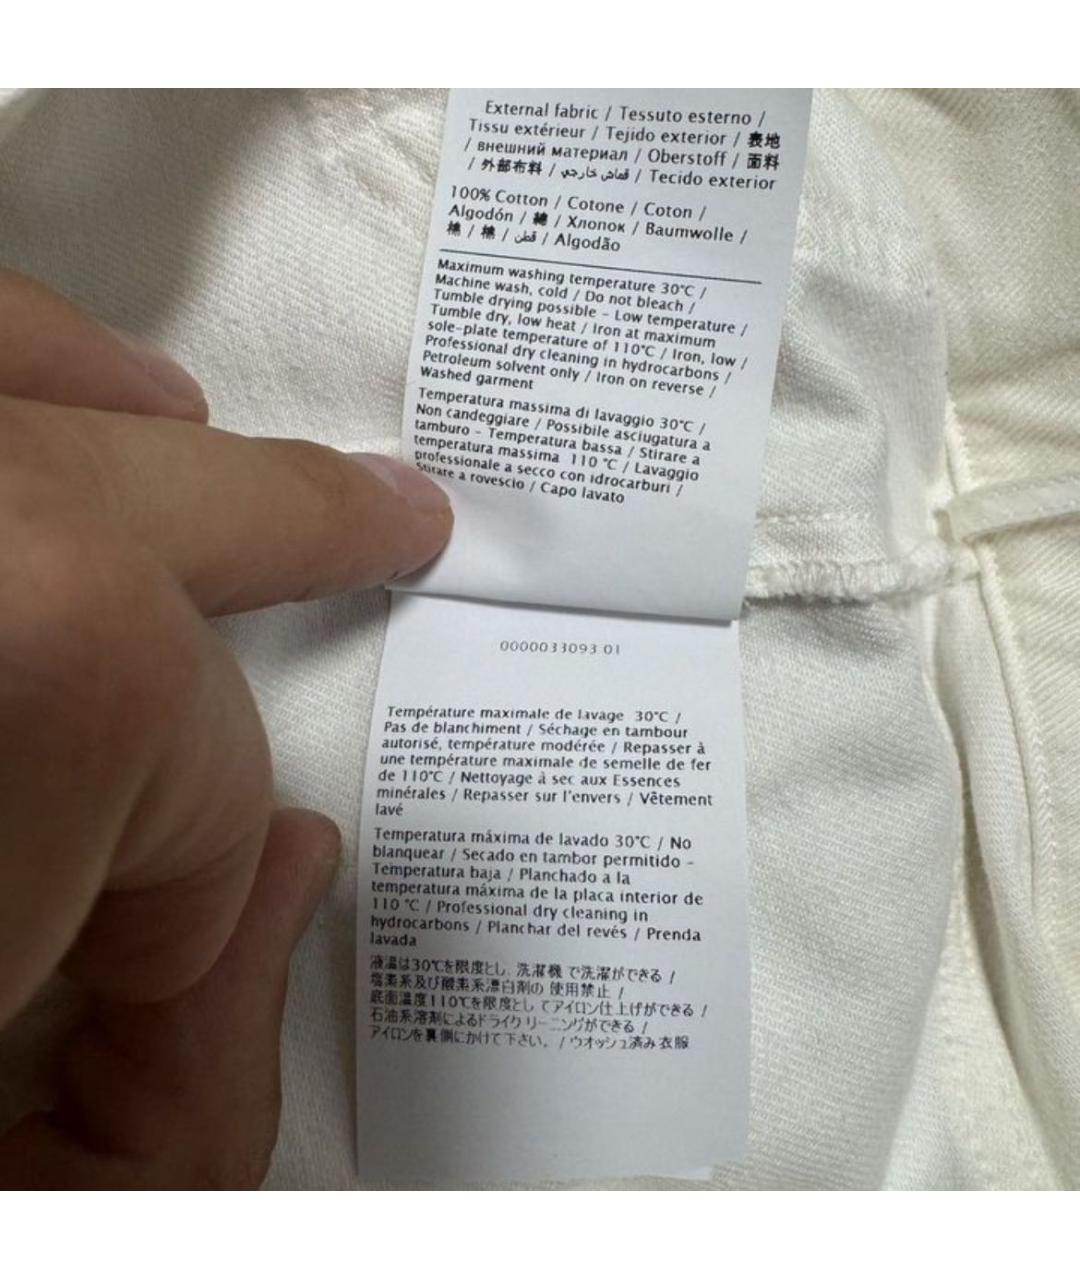 External fabric / Tessuto esterno /
Tissu extérieur / Tejido exterior / 表地
/ внешний материал / Oberstoff / 面料
/ 外部布料 / قماش خارجي / Tecido exterior
100% Cotton / Cotone / Coton /
Algodón / 綿 / Хлопок / Baumwolle /
棉 / 棉 / قطن / Algodão
Maximum washing temperature 30°C /
Machine wash, cold / Do not bleach /
Tumble drying possible - Low temperature /
Tumble dry, low heat / Iron at maximum
sole-plate temperature of 110°C / Iron, low /
Professional dry cleaning in hydrocarbons /
Petroleum solvent only / Iron on reverse /
Washed garment
Temperatura massima di lavaggio 30°C /
Non candeggiare / Possibile asciugatura a
tamburo - Temperatura bassa / Stirare a
temperatura massima 110 °C / Lavaggio
professionale a secco con idrocarburi /
Stirare a rovescio / Capo lavato
0000033093 01
Température maximale de lavage 30°C /
Pas de blanchiment / Séchage en tambour
autorisé, température modérée / Repasser à
une température maximale de semelle de fer
de 110°C / Nettoyage à sec aux Essences
minérales / Repasser sur l'envers / Vêtement
lavé
Temperatura máxima de lavado 30°C / No
blanquear / Secado en tambor permitido -
Temperatura baja / Planchado a la
temperatura máxima de la placa interior de
110 °C / Professional dry cleaning in
hydrocarbons / Planchar del revés / Prenda
lavada
液温は30℃を限度とし、洗濯機 で洗濯ができる /
塩素系及び酸素系漂白剤の 使用禁止 /
底面温度110℃を限度とし てアイロン仕上げができる /
石油系溶剤によるドライクリーニングができる /
アイロンを裏側にかけて下さい。 / ウオッシュ済み衣服